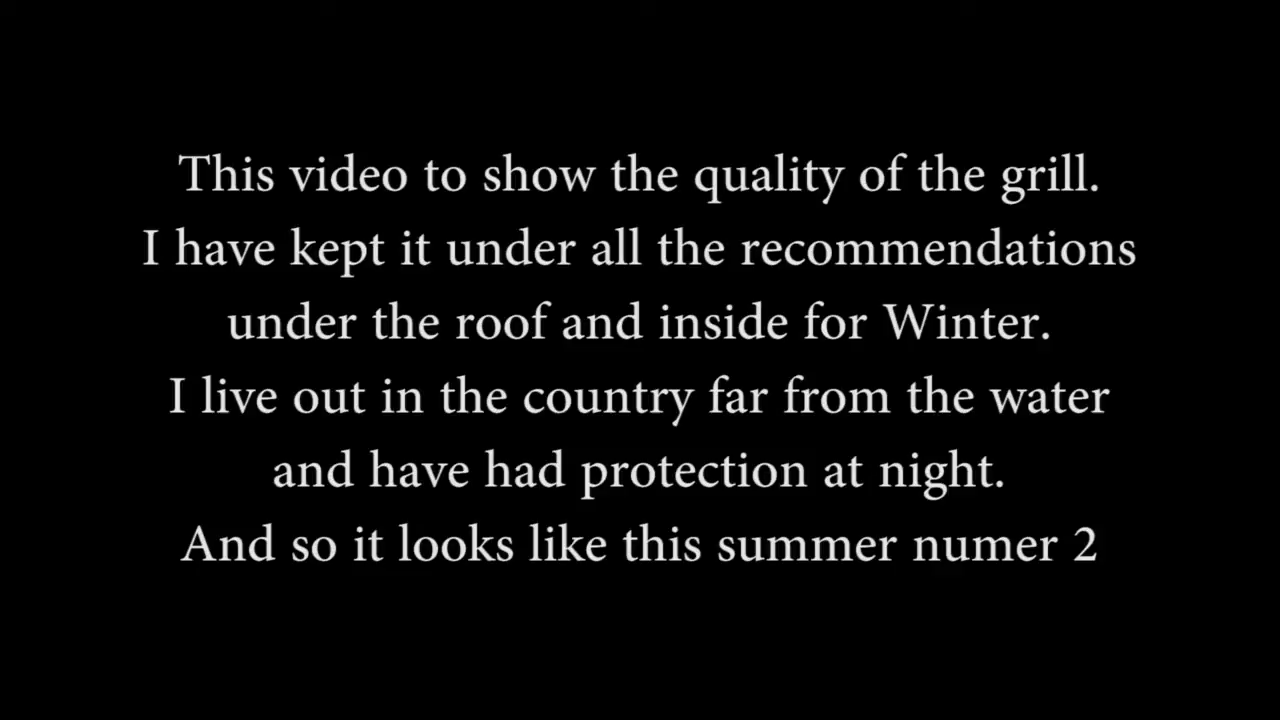 This video to show the quality of the grill.
I have kept it under all the recommendations
under the roof and inside for Winter.
I live out in the country far from the water
and have had protection at night.
And so it looks like this summer numer 2